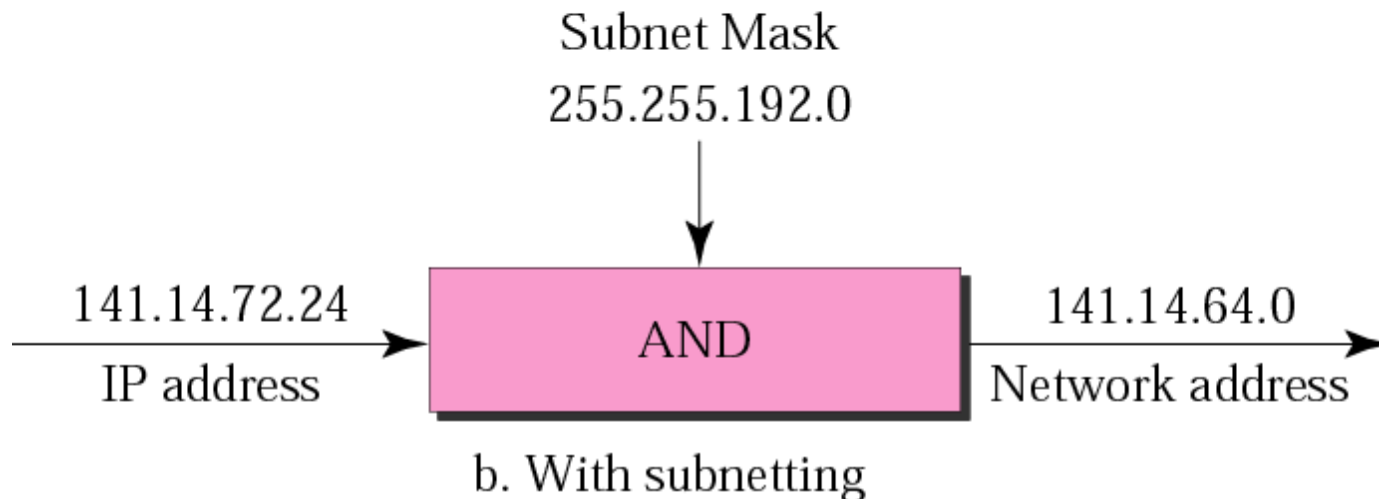 Subnet Mask
255.255.192.0
141.14.72.24
IP address
AND
141.14.64.0
Network address
b. With subnetting